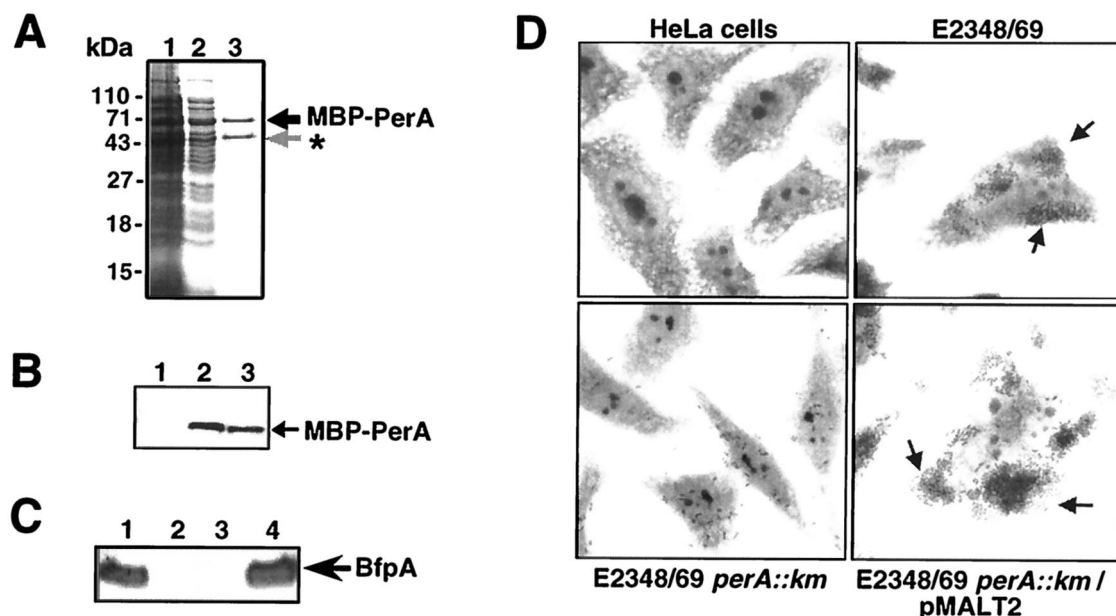 A
kDa 1 2 3
110
71
43
27
18
15
MBP-PerA
*
B
1 2 3
MBP-PerA
C
1 2 3 4
BfpA
D
HeLa cells
E2348/69
E2348/69 perA::km
E2348/69 perA::km /
pMALT2